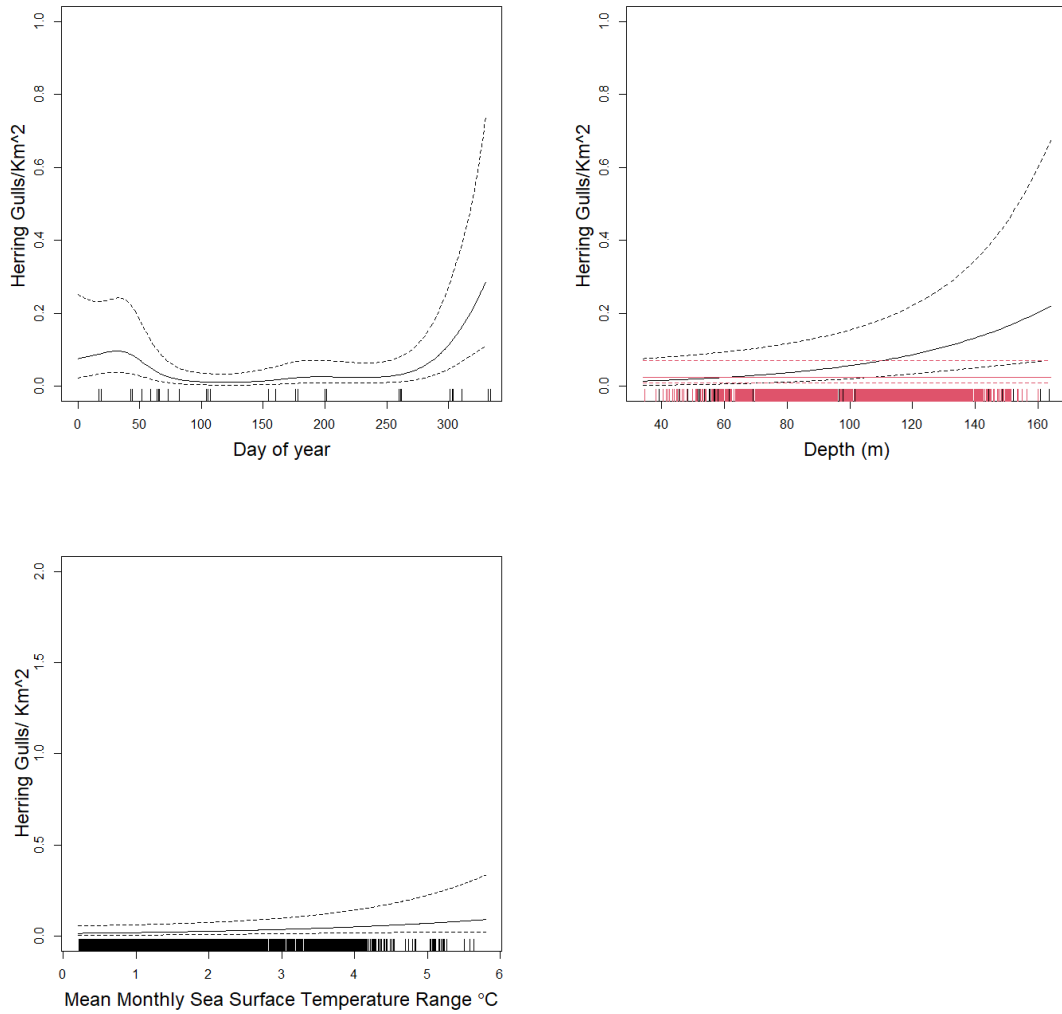 1.0
0.8
0.6
0.4
0.2
0.0
Herring Gulls/Km^2
0 50 100 150 200 250 300
Day of year
1.0
0.8
0.6
0.4
0.2
0.0
Herring Gulls/Km^2
40 60 80 100 120 140 160
Depth (m)
2.0
1.5
1.0
0.5
0.0
Herring Gulls/ Km^2
0 1 2 3 4 5 6
Mean Monthly Sea Surface Temperature Range °C